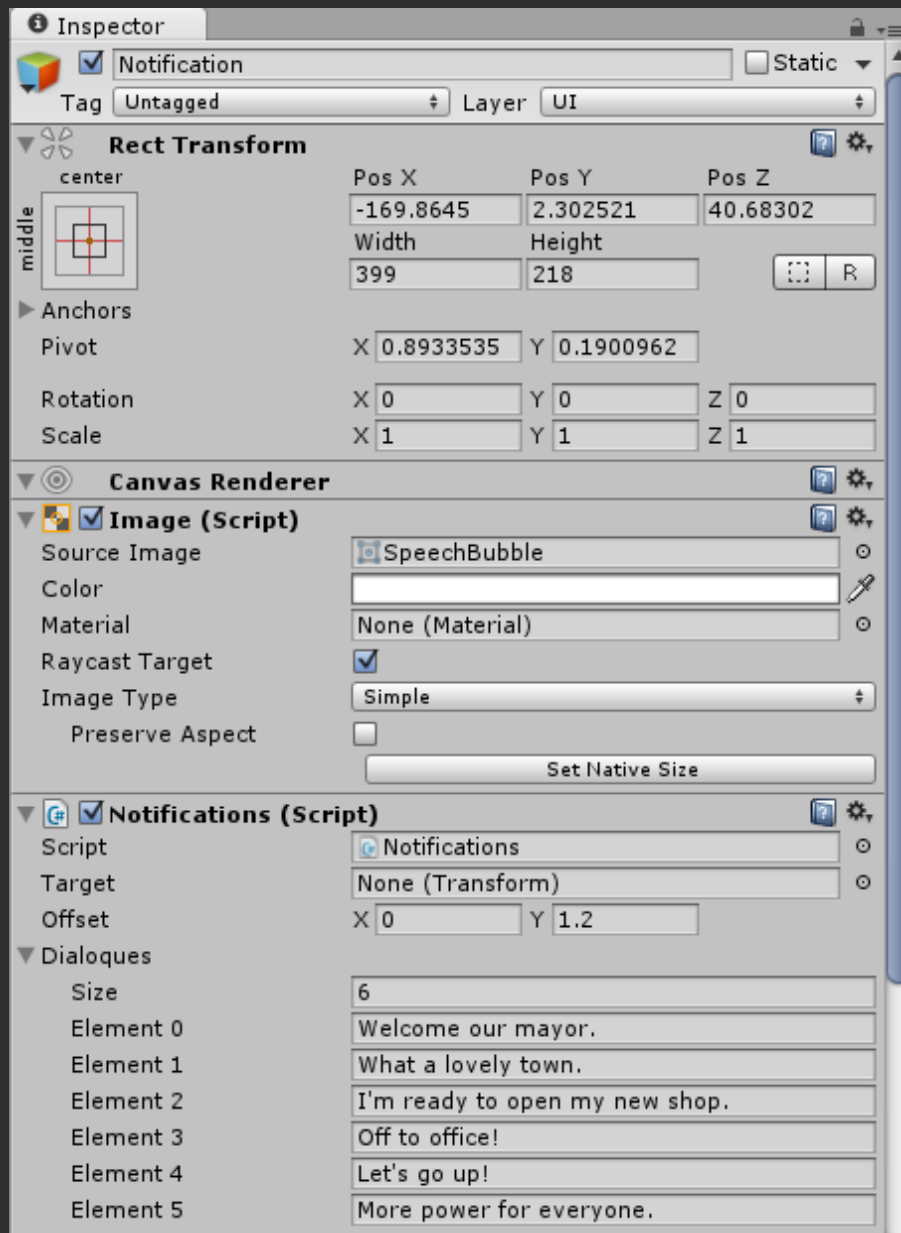 Inspector
Notification Static
Tag Untagged Layer UI
Rect Transform
center Pos X Pos Y Pos Z
middle -169.8645 2.302521 40.68302
Width Height
399 218 R
Anchors
Pivot X 0.8933535 Y 0.1900962
Rotation X 0 Y 0 Z 0
Scale X 1 Y 1 Z 1
Canvas Renderer
Image (Script)
Source Image SpeechBubble
Color
Material None (Material)
Raycast Target
Image Type Simple
Preserve Aspect
Set Native Size
C# Notifications (Script)
Script Notifications
Target None (Transform)
Offset X 0 Y 1.2
Dialoques
Size 6
Element 0 Welcome our mayor.
Element 1 What a lovely town.
Element 2 I'm ready to open my new shop.
Element 3 Off to office!
Element 4 Let's go up!
Element 5 More power for everyone.